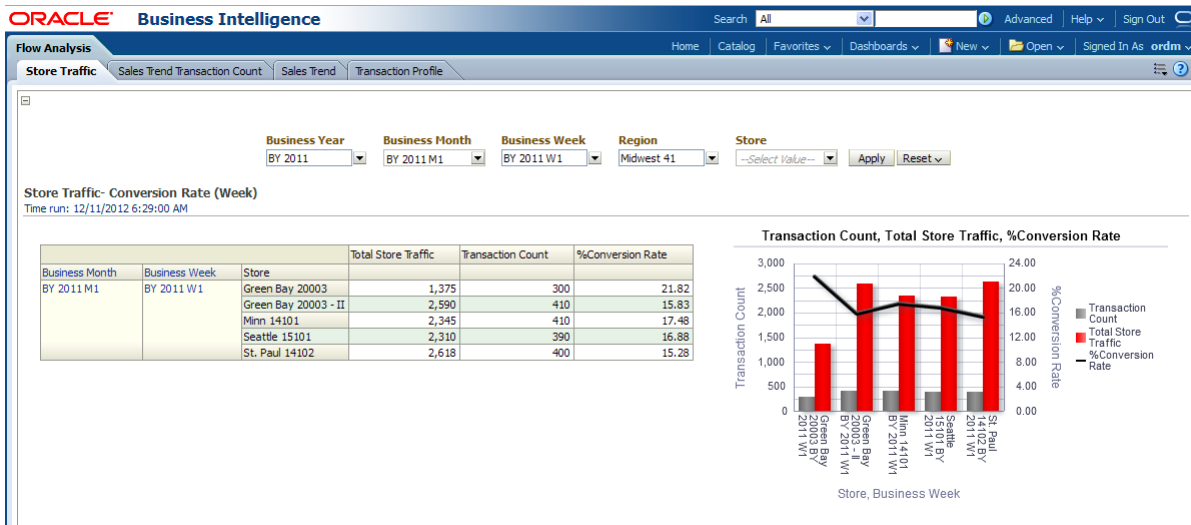 ORACLE Business Intelligence
Search All Advanced Help Sign Out
Flow Analysis
Home Catalog Favorites Dashboards New Open Signed In As ordm
Store Traffic Sales Trend Transaction Count Sales Trend Transaction Profile
Business Year Business Month Business Week Region Store
BY 2011 BY 2011 M1 BY 2011 W1 Midwest 41 --Select Value-- Apply Reset
Store Traffic- Conversion Rate (Week)
Time run: 12/11/2012 6:29:00 AM
Total Store Traffic Transaction Count %Conversion Rate
Business Month Business Week Store
BY 2011 M1 BY 2011 W1 Green Bay 20003 1,375 300 21.82
Green Bay 20003 - II 2,590 410 15.83
Minn 14101 2,345 410 17.48
Seattle 15101 2,310 390 16.88
St. Paul 14102 2,618 400 15.28
Transaction Count, Total Store Traffic, %Conversion Rate
3,000 24.00
2,500 20.00
2,000 16.00
1,500 12.00
1,000 8.00
500 4.00
0 0.00
Transaction Count
%Conversion Rate
Transaction
Count
Total Store
Traffic
%Conversion
Rate
Green Bay
20003 BY
2011 W1
Green Bay
20003 - II
BY 2011 W1
Minn 14101
BY 2011 W1
Seattle
15101 BY
2011 W1
St. Paul
14102 BY
2011 W1
Store, Business Week